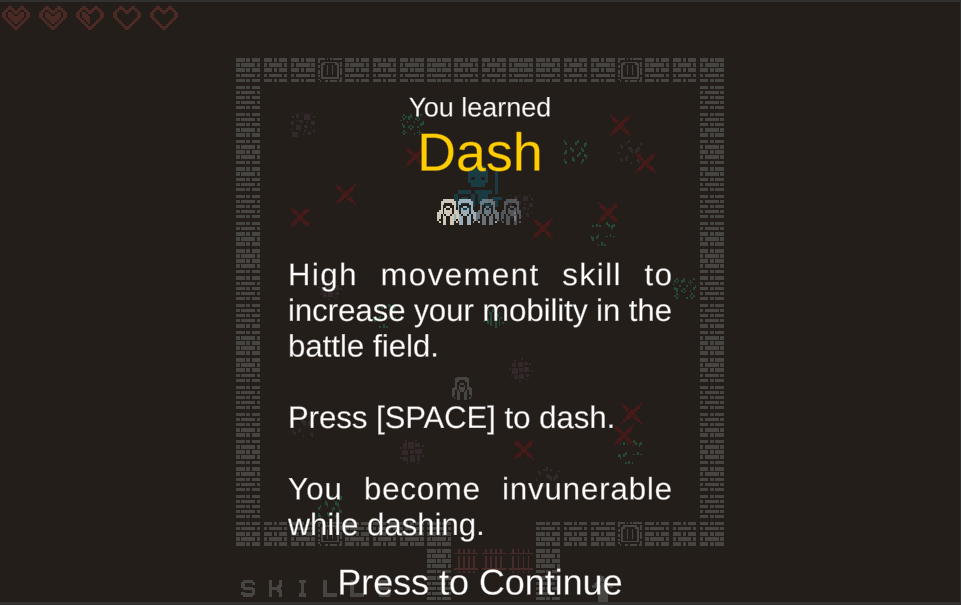 You learned
Dash
High movement skill to
increase your mobility in the
battle field.
Press [SPACE] to dash.
You become invunerable
while dashing.
Press to Continue
SKILLS